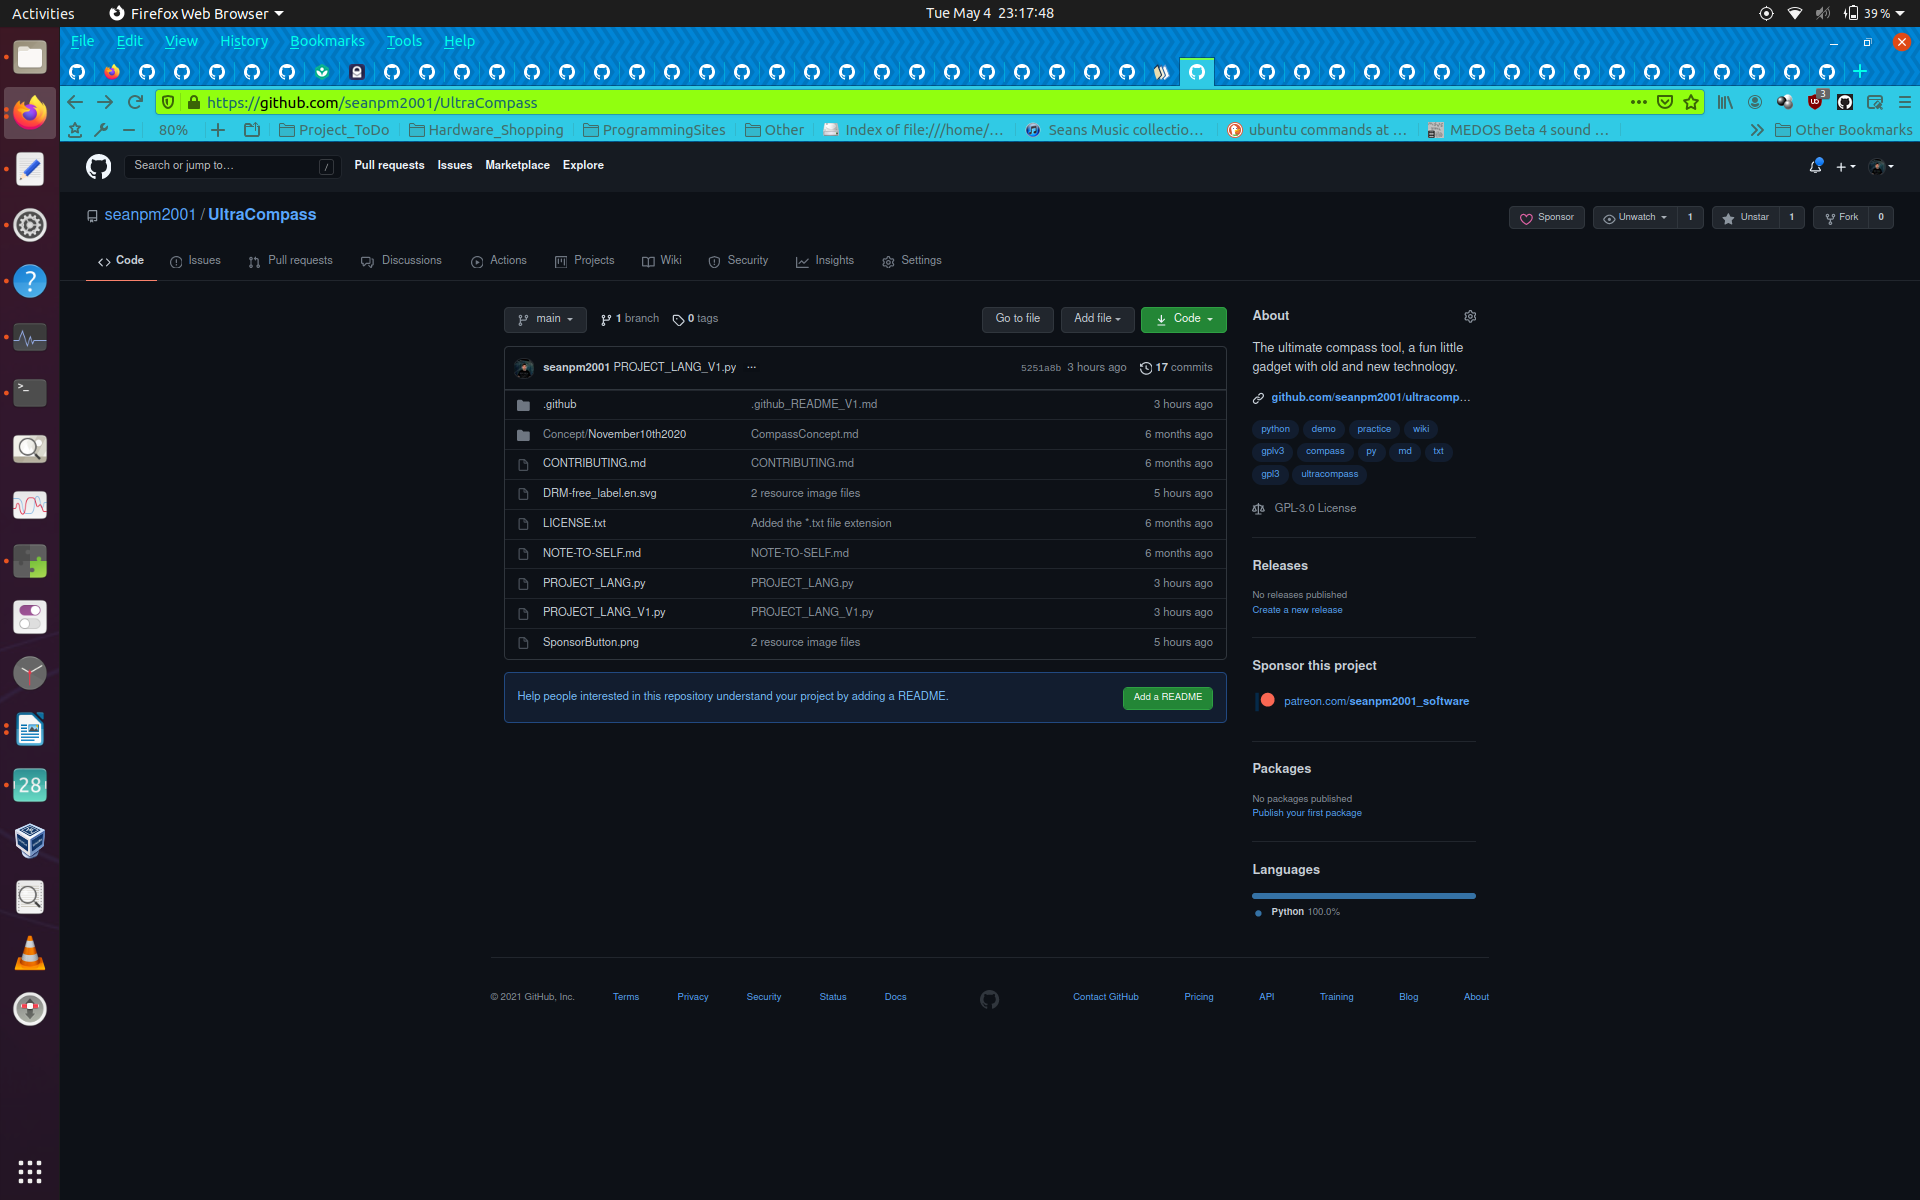 Activities Firefox Web Browser Tue May 4 23:17:48 39 %
File Edit View History Bookmarks Tools Help
https://github.com/seanpm2001/UltraCompass 3
80% Project_ToDo Hardware_Shopping ProgrammingSites Other Index of file:///home/... Seans Music collectio... ubuntu commands at ... MEDOS Beta 4 sound ... Other Bookmarks
Search or jump to... / Pull requests Issues Marketplace Explore
seanpm2001 / UltraCompass Sponsor Unwatch 1 Unstar 1 Fork 0
Code Issues Pull requests Discussions Actions Projects Wiki Security Insights Settings
main 1 branch 0 tags Go to file Add file Code
seanpm2001 PROJECT_LANG_V1.py ... 5251a8b 3 hours ago 17 commits
.github .github_README_V1.md 3 hours ago
Concept/November10th2020 CompassConcept.md 6 months ago
CONTRIBUTING.md CONTRIBUTING.md 6 months ago
DRM-free_label.en.svg 2 resource image files 5 hours ago
LICENSE.txt Added the *.txt file extension 6 months ago
NOTE-TO-SELF.md NOTE-TO-SELF.md 6 months ago
PROJECT_LANG.py PROJECT_LANG.py 3 hours ago
PROJECT_LANG_V1.py PROJECT_LANG_V1.py 3 hours ago
SponsorButton.png 2 resource image files 5 hours ago
Help people interested in this repository understand your project by adding a README. Add a README
About
The ultimate compass tool, a fun little
gadget with old and new technology.
github.com/seanpm2001/ultracomp...
python demo practice wiki
gplv3 compass py md txt
gpl3 ultracompass
GPL-3.0 License
Releases
No releases published
Create a new release
Sponsor this project
patreon.com/seanpm2001_software
Packages
No packages published
Publish your first package
Languages
Python 100.0%
28
© 2021 GitHub, Inc. Terms Privacy Security Status Docs Contact GitHub Pricing API Training Blog About